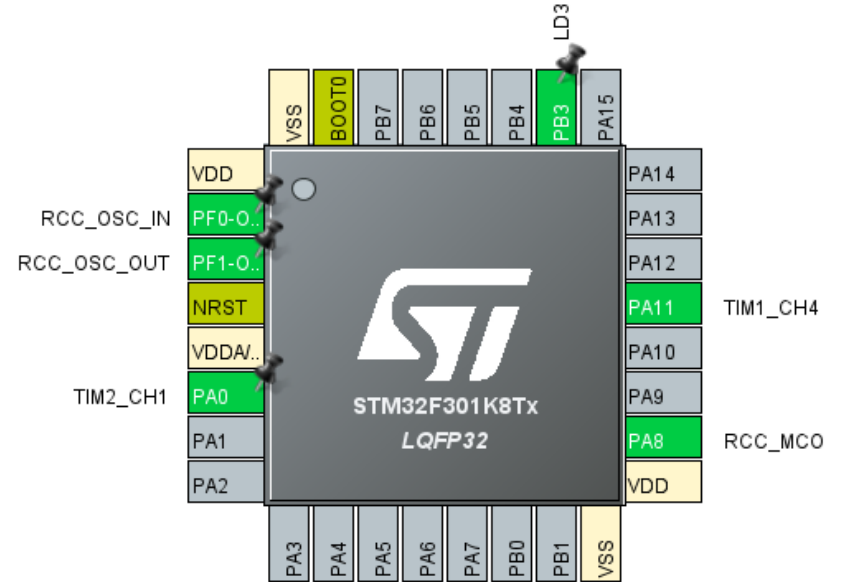 LD3
VSS
BOOT0
PB7
PB6
PB5
PB4
PB3
PA15
VDD
RCC_OSC_IN PF0-O..
RCC_OSC_OUT PF1-O..
NRST
VDDA/..
TIM2_CH1 PA0
PA1
PA2
ST
STM32F301K8Tx
LQFP32
PA14
PA13
PA12
PA11 TIM1_CH4
PA10
PA9
PA8 RCC_MCO
VDD
PA3
PA4
PA5
PA6
PA7
PB0
PB1
VSS